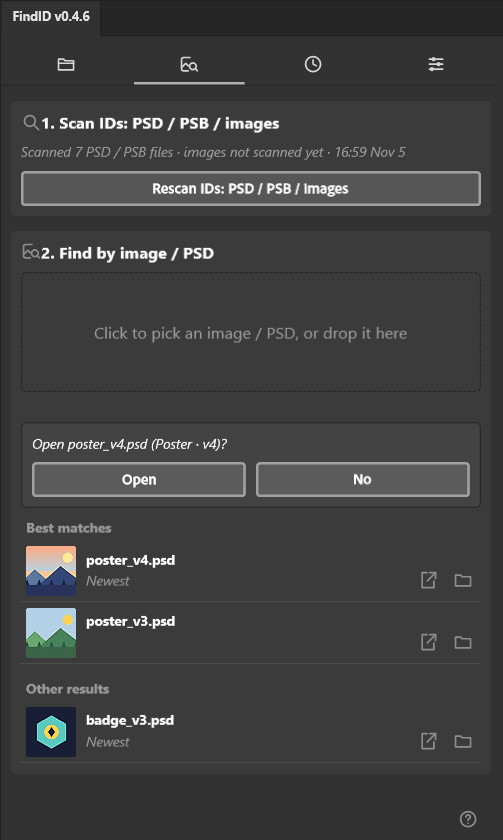 FindID v0.4.6
1. Scan IDs: PSD / PSB / images
Scanned 7 PSD / PSB files · images not scanned yet · 16:59 Nov 5
Rescan IDs: PSD / PSB / Images
2. Find by image / PSD
Click to pick an image / PSD, or drop it here
Open poster_v4.psd (Poster · v4)?
Open
No
Best matches
poster_v4.psd
Newest
poster_v3.psd
Other results
badge_v3.psd
Newest